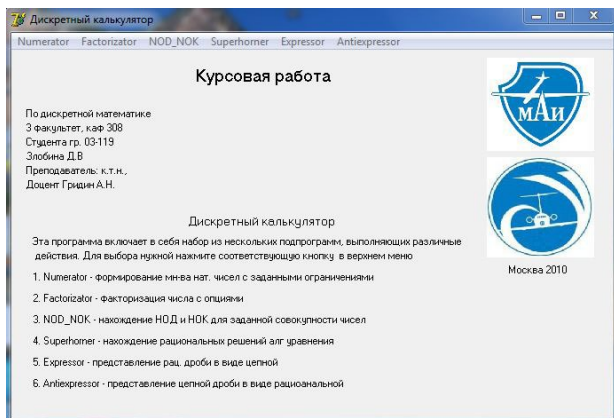 Дискретный калькулятор
Numerator Factorizator NOD_NOK Superhorner Expressor Antiexpressor
Курсовая работа
По дискретной математике
3 факультет, каф 308
Студента гр. 03-119
Злобина Д.В
Преподаватель: к.т.н.,
Доцент Гридин А.Н.
МАИ
Дискретный калькулятор
Эта программа включает в себя набор из нескольких подпрограмм, выполняющих различные
действия. Для выбора нужной нажмите соответствующую кнопку в верхнем меню
Москва 2010
1. Numerator - формирование мн-ва нат. чисел с заданными ограничениями
2. Factorizator - факторизация числа с опциями
3. NOD_NOK - нахождение НОД и НОК для заданной совокупности чисел
4. Superhorner - нахождение рациональных решений алг уравнения
5. Expressor - представление рац. дроби в виде цепной
6. Antiexpressor - представление цепной дроби в виде рациоанальной